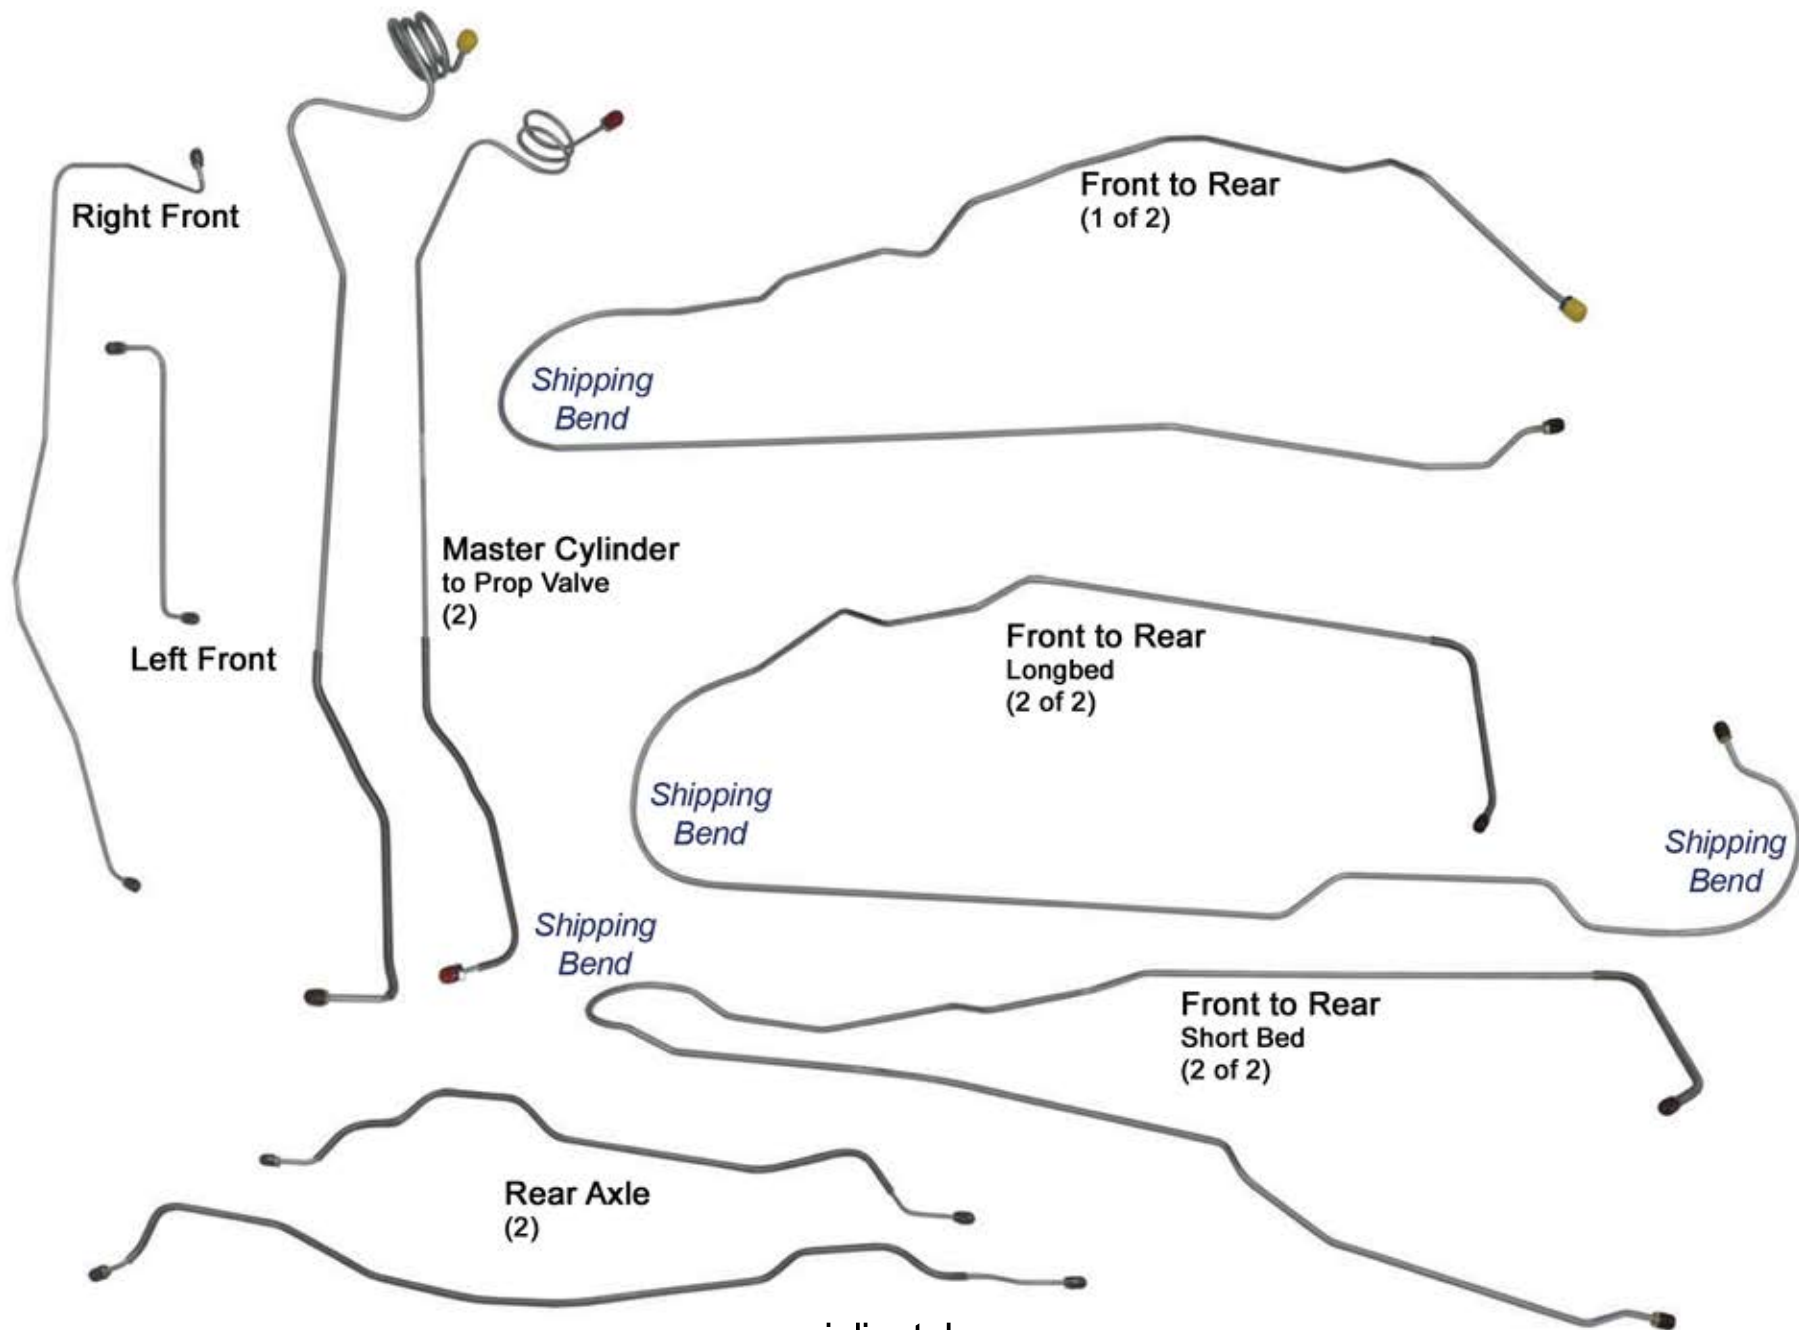 Right Front
Left Front
Master Cylinder
to Prop Valve
(2)
Front to Rear
(1 of 2)
Shipping
Bend
Front to Rear
Longbed
(2 of 2)
Shipping
Bend
Shipping
Bend
Shipping
Bend
Front to Rear
Short Bed
(2 of 2)
Rear Axle
(2)